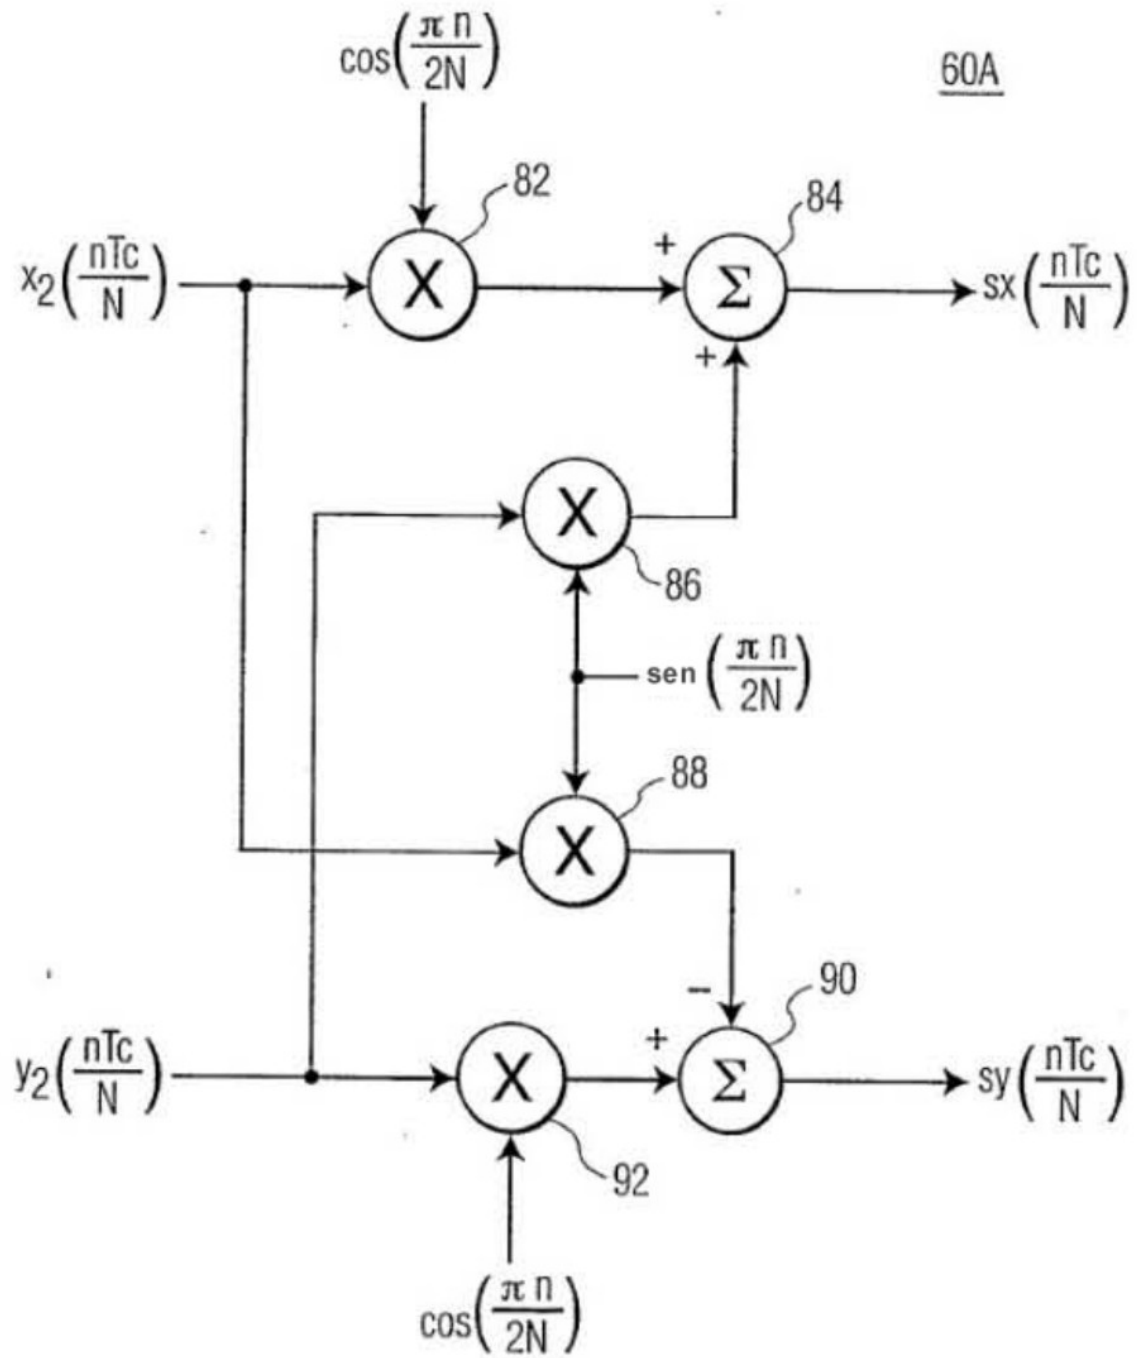 cos(πn/2N)
60A
82
84
x₂(nTc/N)
X
+
Σ
sx(nTc/N)
+
X
86
sen(πn/2N)
88
X
90
−
y₂(nTc/N)
X
+
Σ
sy(nTc/N)
92
cos(πn/2N)